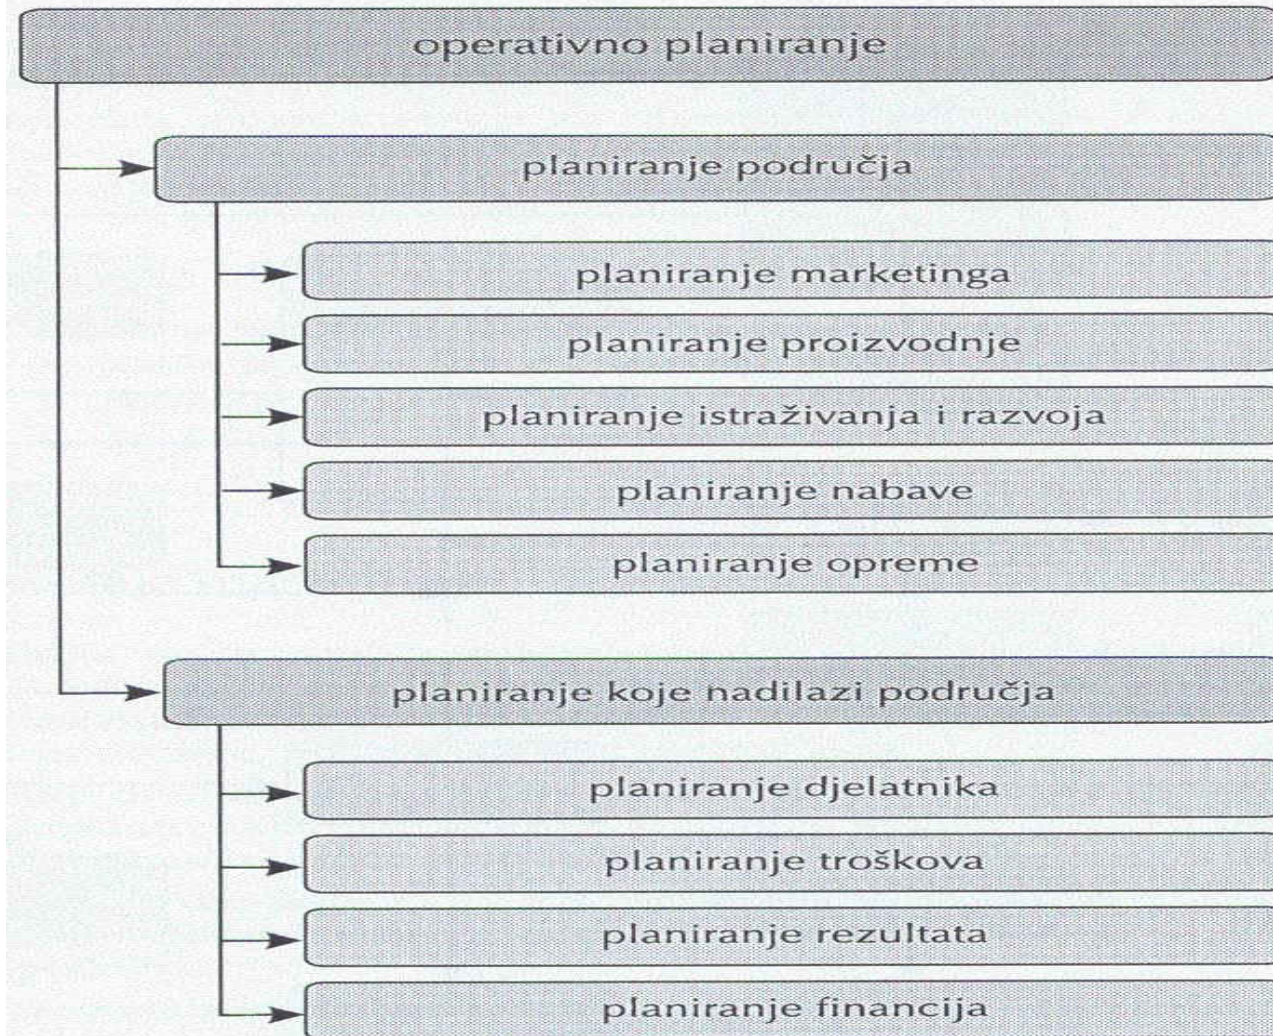 operativno planiranje
planiranje područja
planiranje marketinga
planiranje proizvodnje
planiranje istraživanja i razvoja
planiranje nabave
planiranje opreme
planiranje koje nadilazi područja
planiranje djelatnika
planiranje troškova
planiranje rezultata
planiranje financija